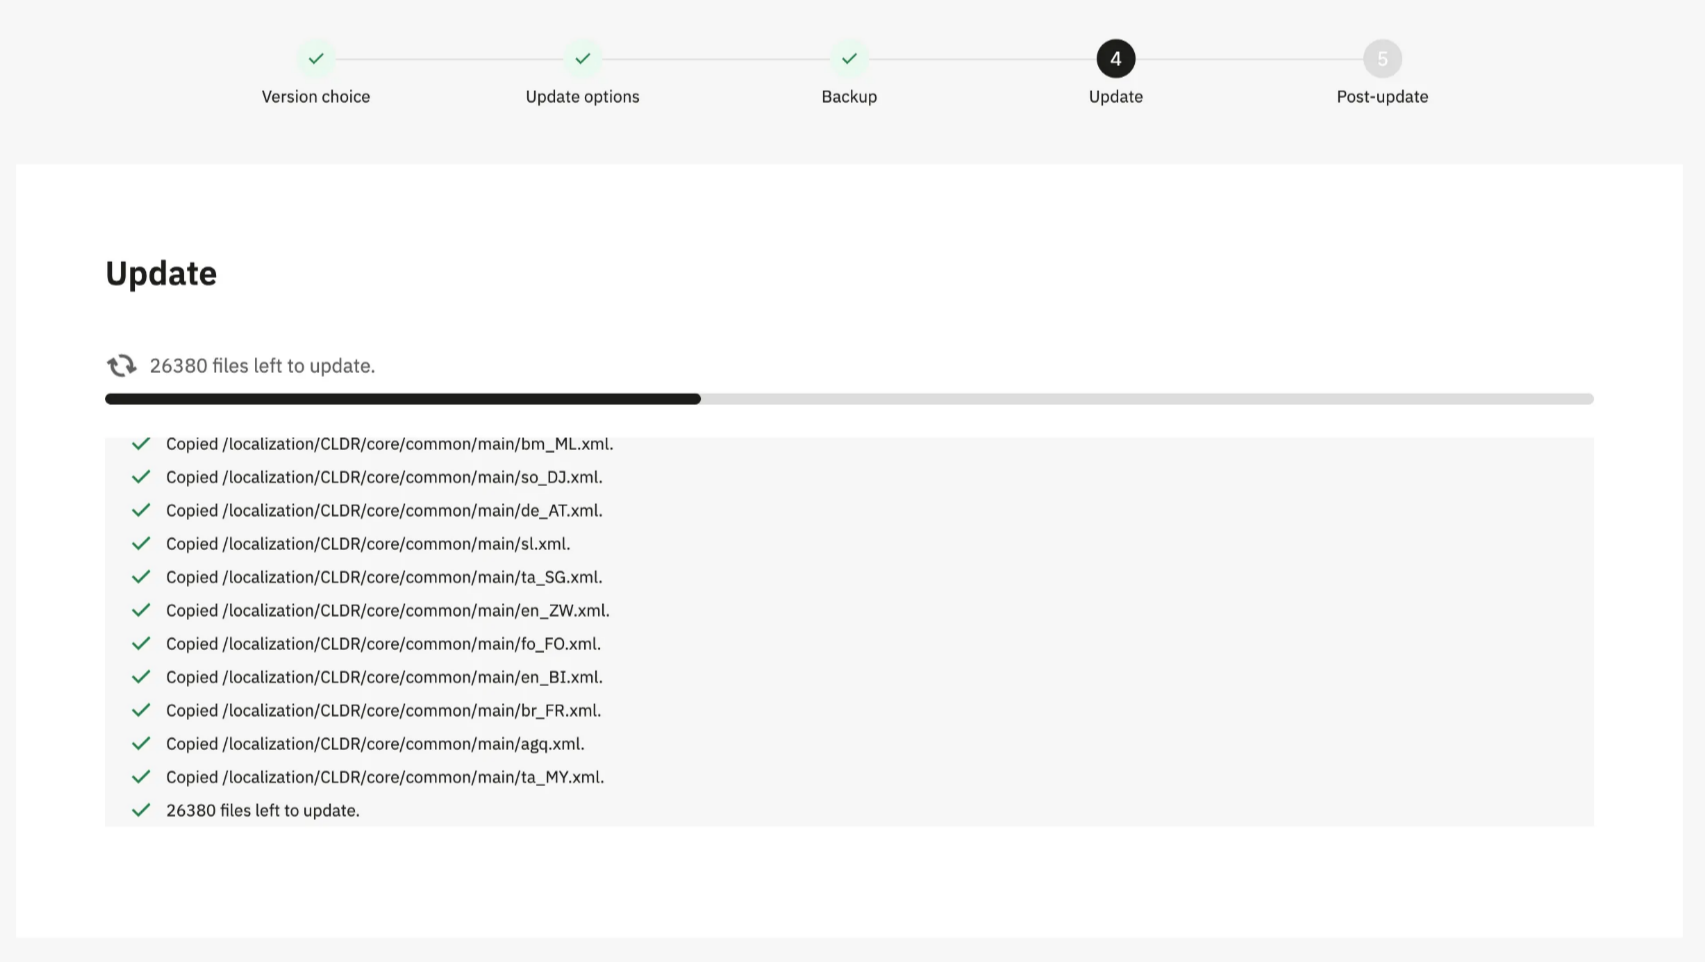 Version choice
Update options
Backup
4
Update
5
Post-update
Update
26380 files left to update.
Copied /localization/CLDR/core/common/main/bm_ML.xml.
Copied /localization/CLDR/core/common/main/so_DJ.xml.
Copied /localization/CLDR/core/common/main/de_AT.xml.
Copied /localization/CLDR/core/common/main/sl.xml.
Copied /localization/CLDR/core/common/main/ta_SG.xml.
Copied /localization/CLDR/core/common/main/en_ZW.xml.
Copied /localization/CLDR/core/common/main/fo_FO.xml.
Copied /localization/CLDR/core/common/main/en_BI.xml.
Copied /localization/CLDR/core/common/main/br_FR.xml.
Copied /localization/CLDR/core/common/main/agq.xml.
Copied /localization/CLDR/core/common/main/ta_MY.xml.
26380 files left to update.